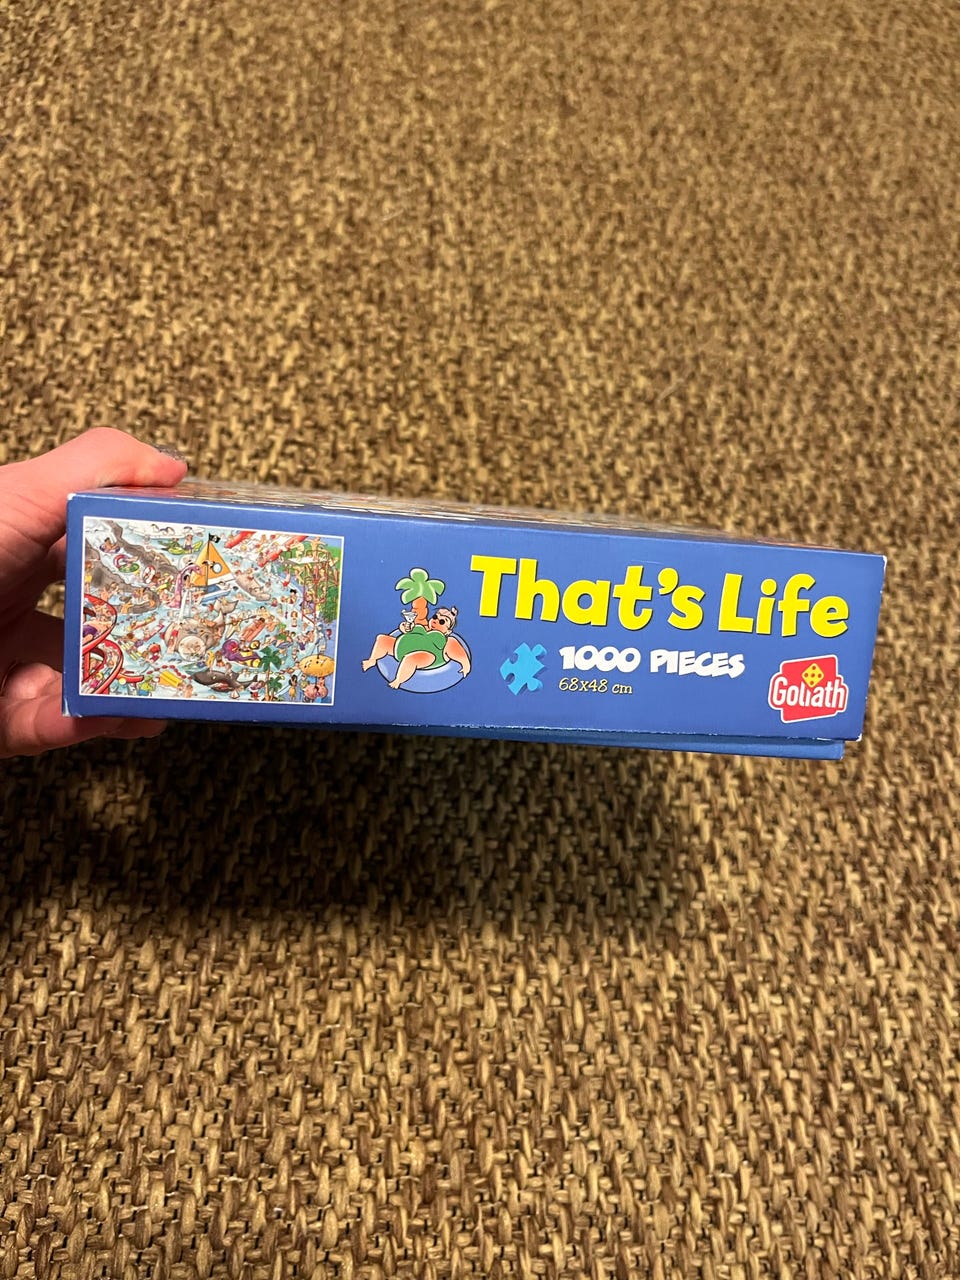 That's Life
1000 PIECES
68x48 cm
Goliath